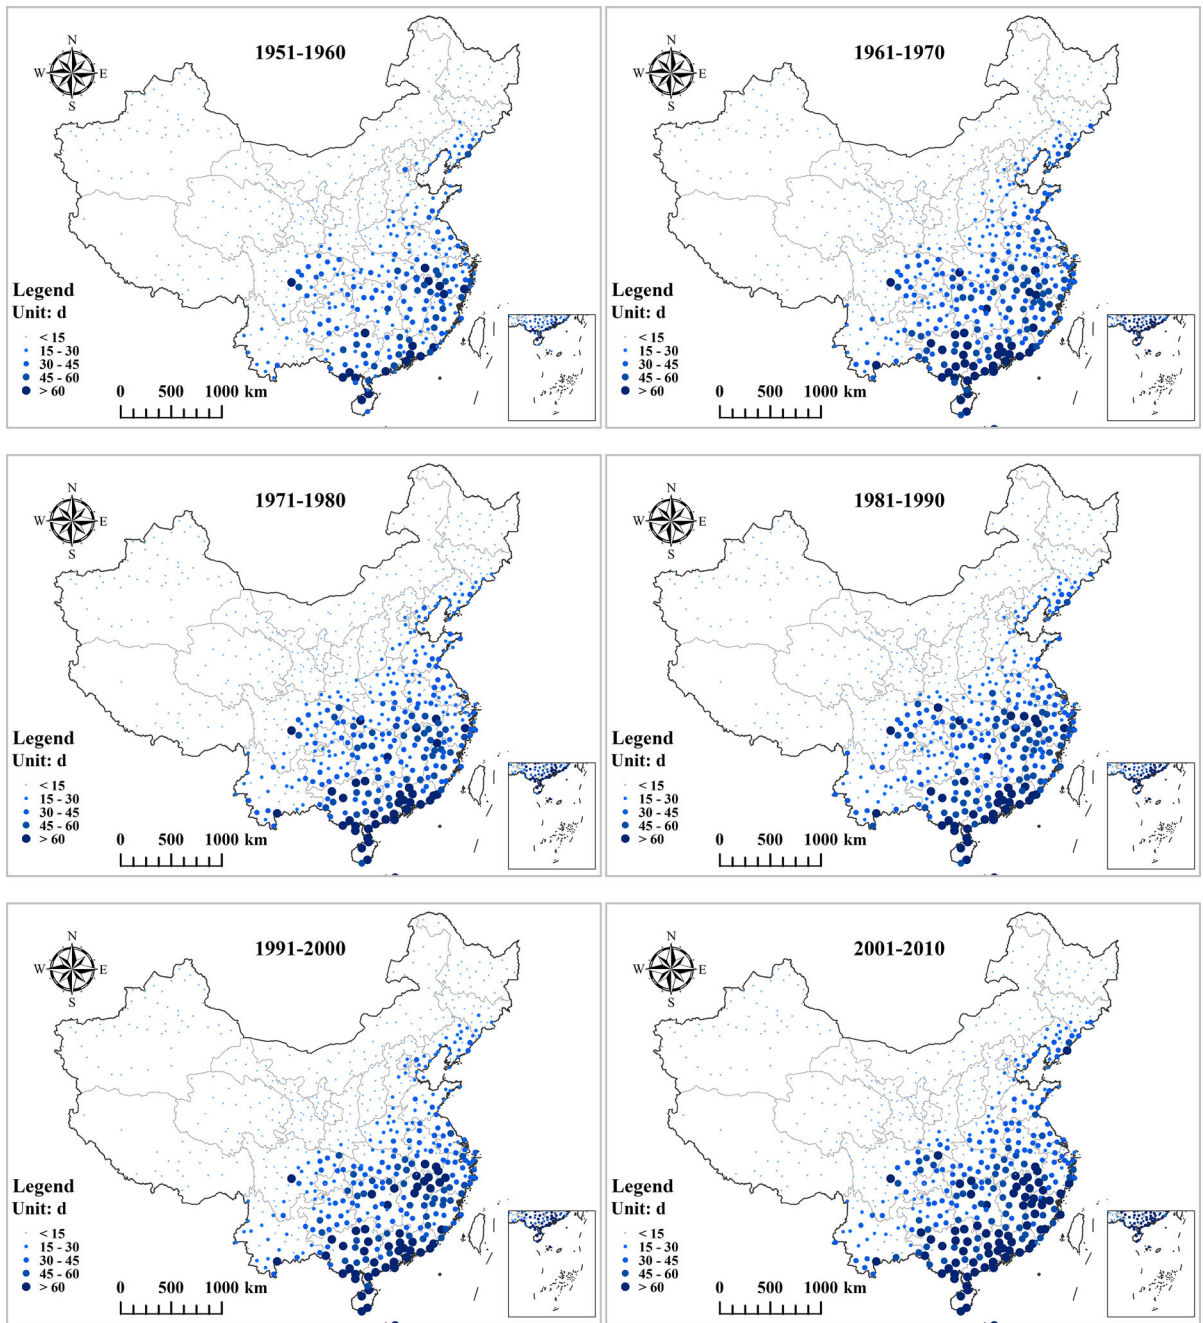 1951-1960
N
W E
S
Legend
Unit: d
< 15
15 - 30
30 - 45
45 - 60
> 60
0 500 1000 km
1961-1970
N
W E
S
Legend
Unit: d
< 15
15 - 30
30 - 45
45 - 60
> 60
0 500 1000 km
1971-1980
N
W E
S
Legend
Unit: d
< 15
15 - 30
30 - 45
45 - 60
> 60
0 500 1000 km
1981-1990
N
W E
S
Legend
Unit: d
< 15
15 - 30
30 - 45
45 - 60
> 60
0 500 1000 km
1991-2000
N
W E
S
Legend
Unit: d
< 15
15 - 30
30 - 45
45 - 60
> 60
0 500 1000 km
2001-2010
N
W E
S
Legend
Unit: d
< 15
15 - 30
30 - 45
45 - 60
> 60
0 500 1000 km